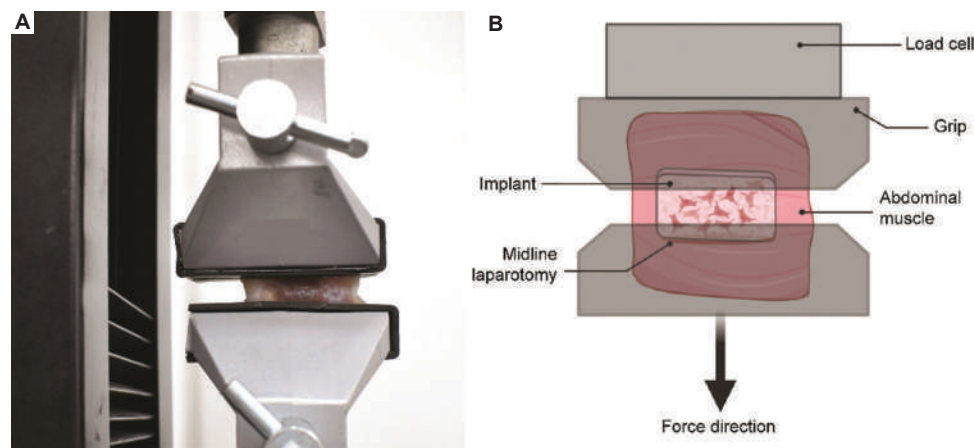 A
B
Load cell
Grip
Implant
Abdominal
muscle
Midline
laparotomy
Force direction